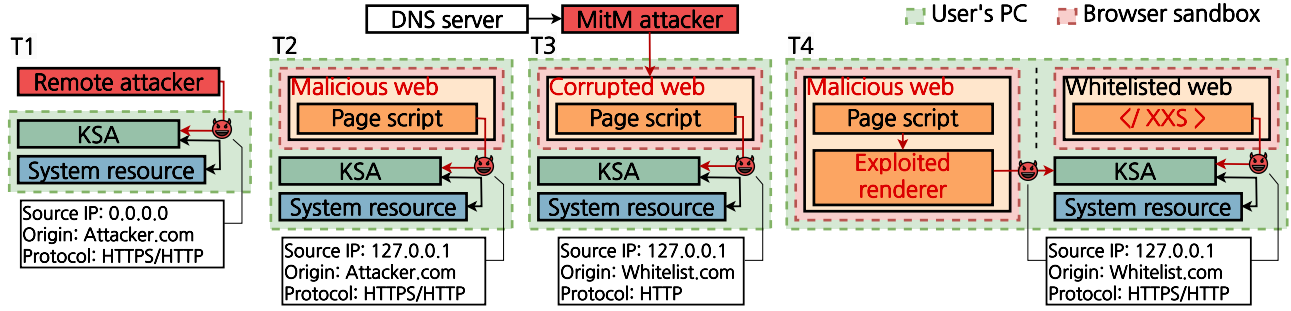 DNS server
MitM attacker
User's PC
Browser sandbox
T1
Remote attacker
KSA
System resource
Source IP: 0.0.0.0
Origin: Attacker.com
Protocol: HTTPS/HTTP
T2
Malicious web
Page script
KSA
System resource
Source IP: 127.0.0.1
Origin: Attacker.com
Protocol: HTTPS/HTTP
T3
Corrupted web
Page script
KSA
System resource
Source IP: 127.0.0.1
Origin: Whitelist.com
Protocol: HTTP
T4
Malicious web
Page script
Exploited
renderer
Whitelisted web
</ XXS >
KSA
System resource
Source IP: 127.0.0.1
Origin: Whitelist.com
Protocol: HTTPS/HTTP